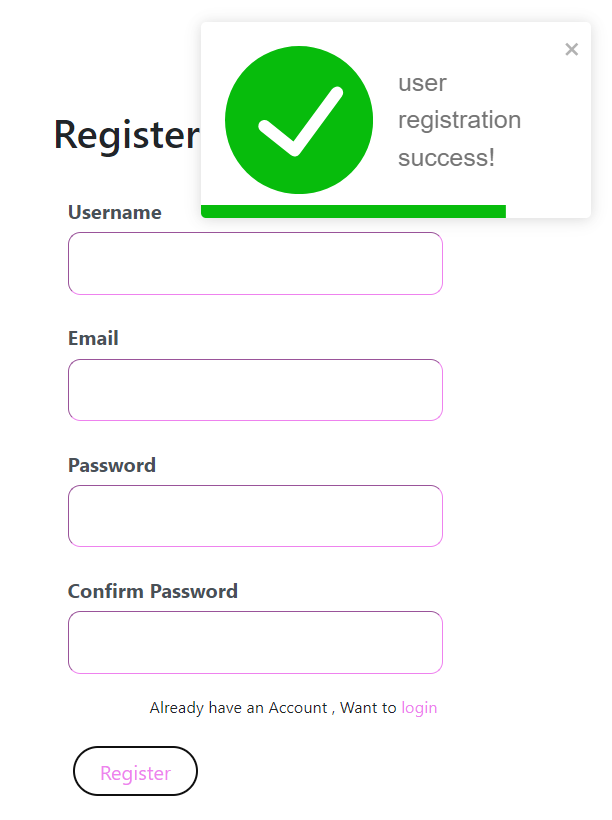 user
registration
success!
Register
Username
Email
Password
Confirm Password
Already have an Account , Want to login
Register